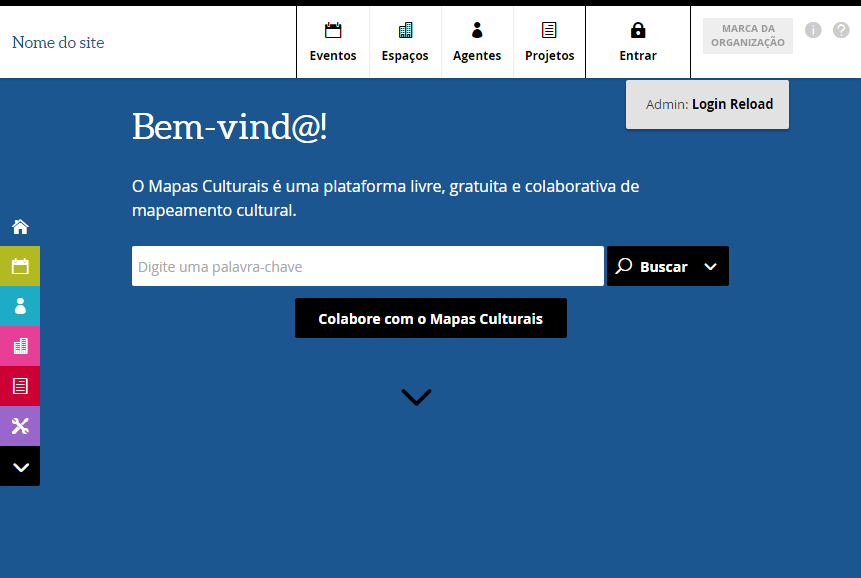 Nome do site
Eventos
Espaços
Agentes
Projetos
Entrar
MARCA DA
ORGANIZAÇÃO
i
?
Admin: Login Reload
Bem-vind@!
O Mapas Culturais é uma plataforma livre, gratuita e colaborativa de
mapeamento cultural.
Digite uma palavra-chave
Buscar
Colabore com o Mapas Culturais